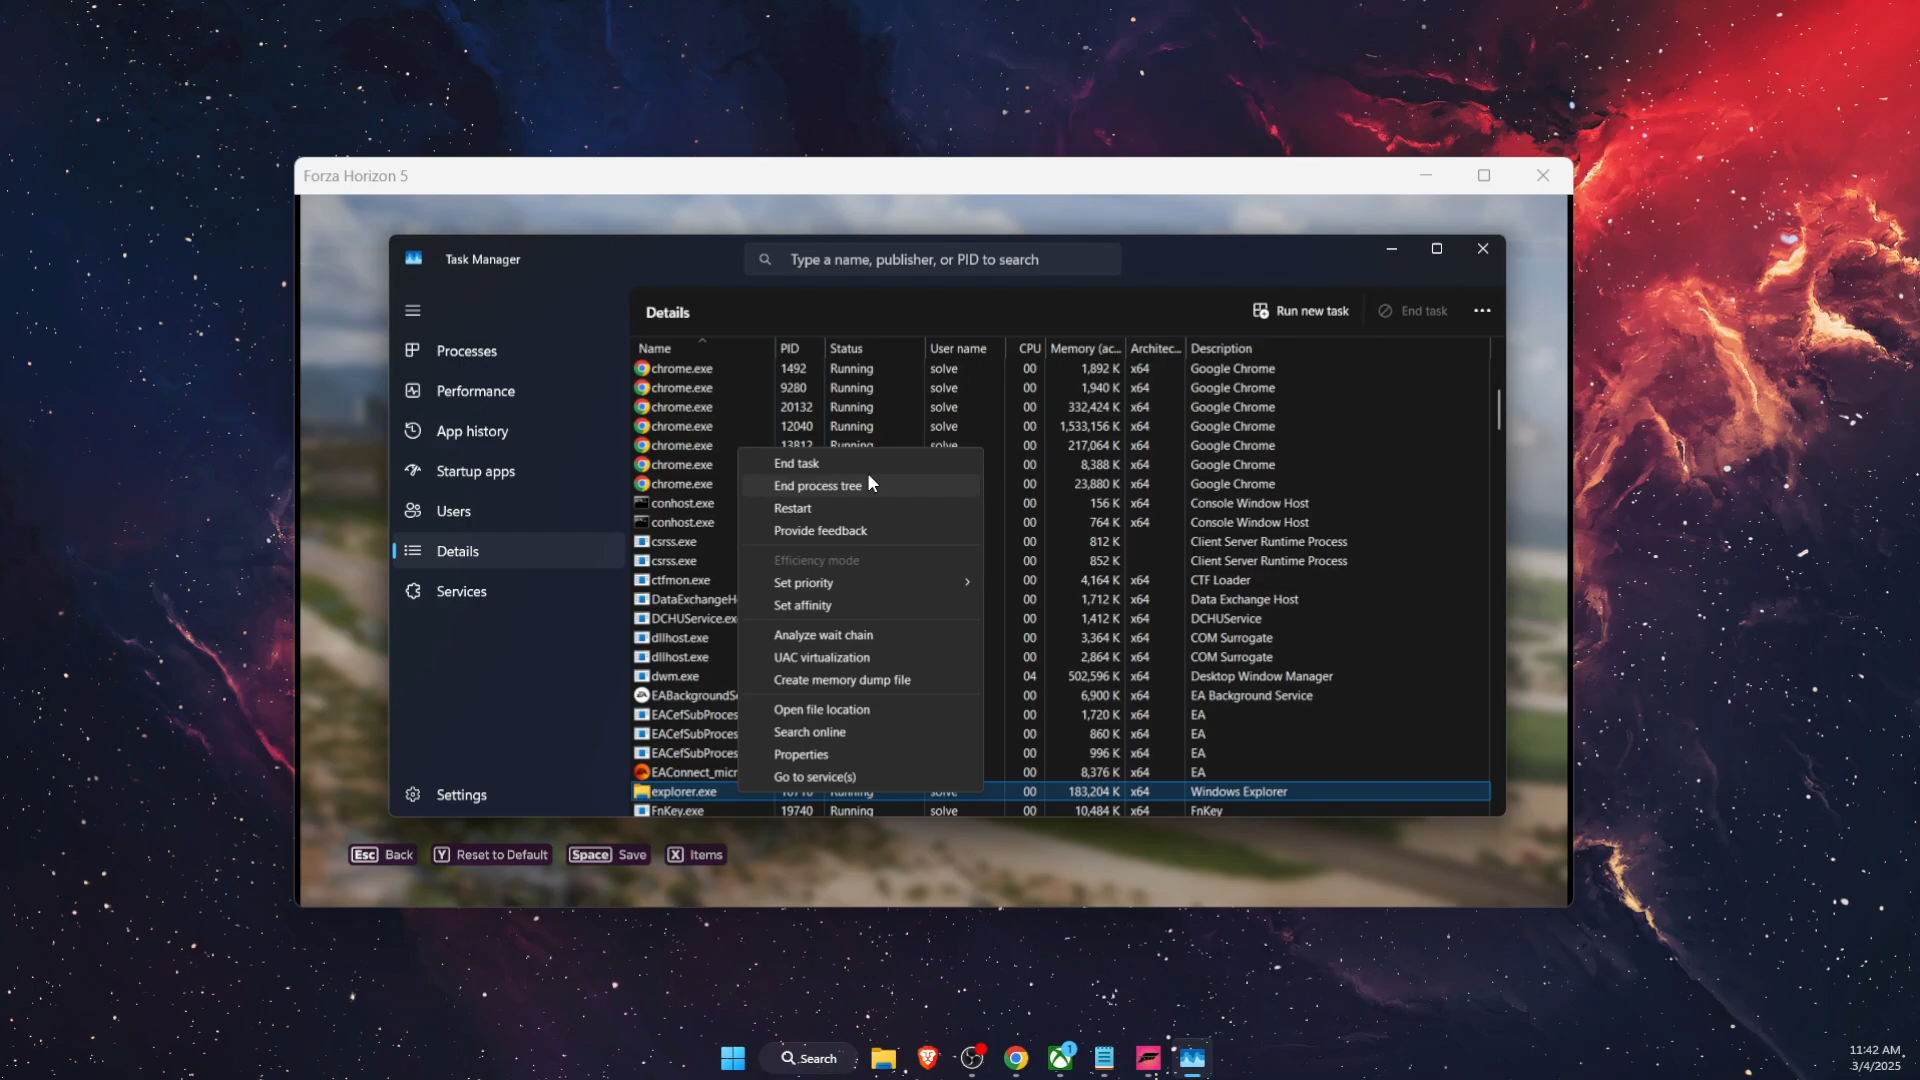 Forza Horizon 5
Task Manager
Type a name, publisher, or PID to search
Details
Run new task
End task
Processes
Performance
App history
Startup apps
Users
Details
Services
Settings
Name PID Status User name CPU Memory (ac... Architec... Description
chrome.exe 1492 Running solve 00 1,892 K x64 Google Chrome
chrome.exe 9280 Running solve 00 1,940 K x64 Google Chrome
chrome.exe 20132 Running solve 00 332,424 K x64 Google Chrome
chrome.exe 12040 Running solve 00 1,533,156 K x64 Google Chrome
chrome.exe 13812 Running solve 00 217,064 K x64 Google Chrome
chrome.exe 00 8,388 K x64 Google Chrome
chrome.exe 00 23,880 K x64 Google Chrome
conhost.exe 00 156 K x64 Console Window Host
conhost.exe 00 764 K x64 Console Window Host
csrss.exe 00 812 K Client Server Runtime Process
csrss.exe 00 852 K Client Server Runtime Process
ctfmon.exe 00 4,164 K x64 CTF Loader
DataExchangeH 00 1,712 K x64 Data Exchange Host
DCHUService.ex 00 1,412 K x64 DCHUService
dllhost.exe 00 3,364 K x64 COM Surrogate
dllhost.exe 00 2,864 K x64 COM Surrogate
dwm.exe 04 502,596 K x64 Desktop Window Manager
EABackgroundS 00 6,900 K x64 EA Background Service
EACefSubProces 00 1,720 K x64 EA
EACefSubProces 00 860 K x64 EA
EACefSubProces 00 996 K x64 EA
EAConnect_micr 00 8,376 K x64 EA
explorer.exe Running solve 00 183,204 K x64 Windows Explorer
FnKey.exe 19740 Running solve 00 10,484 K x64 FnKey
End task
End process tree
Restart
Provide feedback
Efficiency mode
Set priority
Set affinity
Analyze wait chain
UAC virtualization
Create memory dump file
Open file location
Search online
Properties
Go to service(s)
Esc Back Y Reset to Default Space Save X Items
Search
1
11:42 AM
3/4/2025